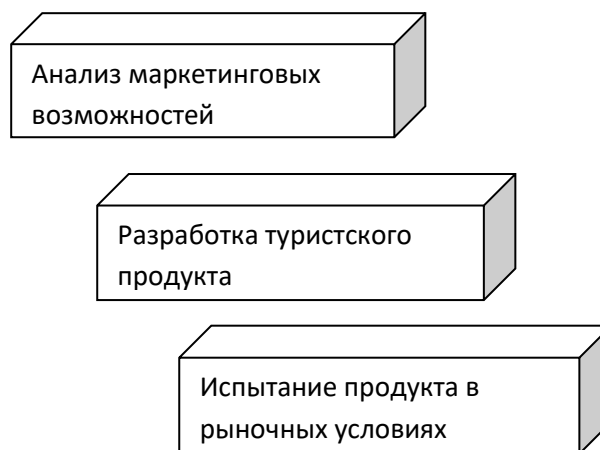 Анализ маркетинговых
возможностей
Разработка туристского
продукта
Испытание продукта в
рыночных условиях